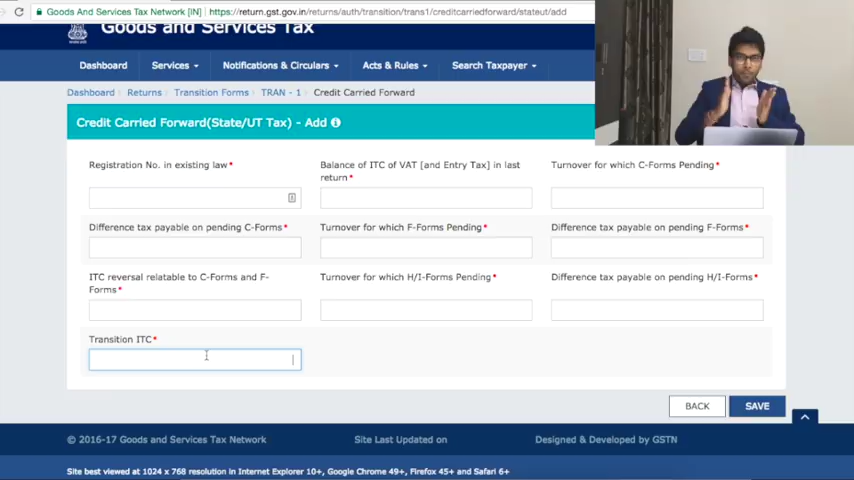 Goods And Services Tax Network [IN] https://return.gst.gov.in/returns/auth/transition/trans1/creditcarriedforward/stateut/add
Goods and Services Tax
Dashboard Services Notifications & Circulars Acts & Rules Search Taxpayer
Dashboard Returns Transition Forms TRAN - 1 Credit Carried Forward
Credit Carried Forward(State/UT Tax) - Add
Registration No. in existing law*
Balance of ITC of VAT [and Entry Tax] in last
return*
Turnover for which C-Forms Pending*
Difference tax payable on pending C-Forms*
Turnover for which F-Forms Pending*
Difference tax payable on pending F-Forms*
ITC reversal relatable to C-Forms and F-
Forms*
Turnover for which H/I-Forms Pending*
Difference tax payable on pending H/I-Forms*
Transition ITC*
BACK SAVE
© 2016-17 Goods and Services Tax Network Site Last Updated on Designed & Developed by GSTN
Site best viewed at 1024 x 768 resolution in Internet Explorer 10+, Google Chrome 49+, Firefox 45+ and Safari 6+